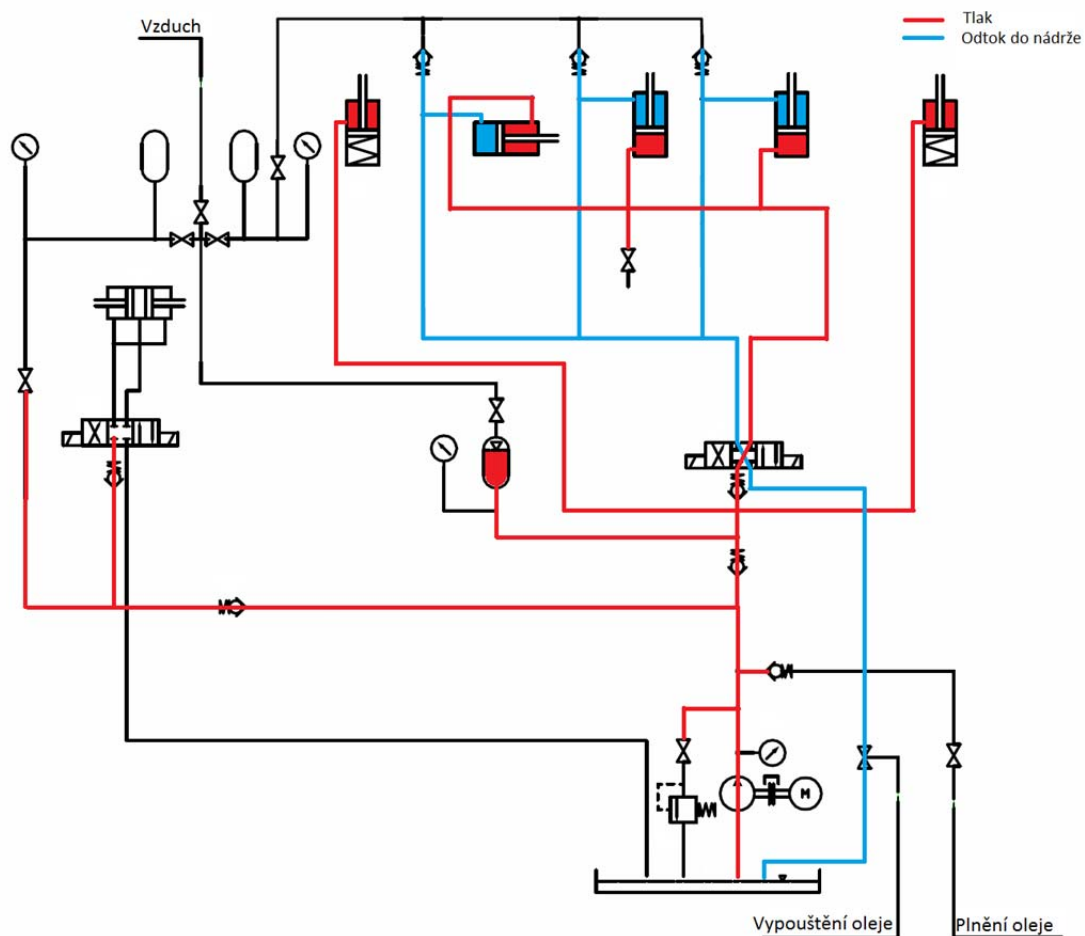 Vzduch
Tlak
Odtok do nádrže
M
Vypouštění oleje
Plnění oleje